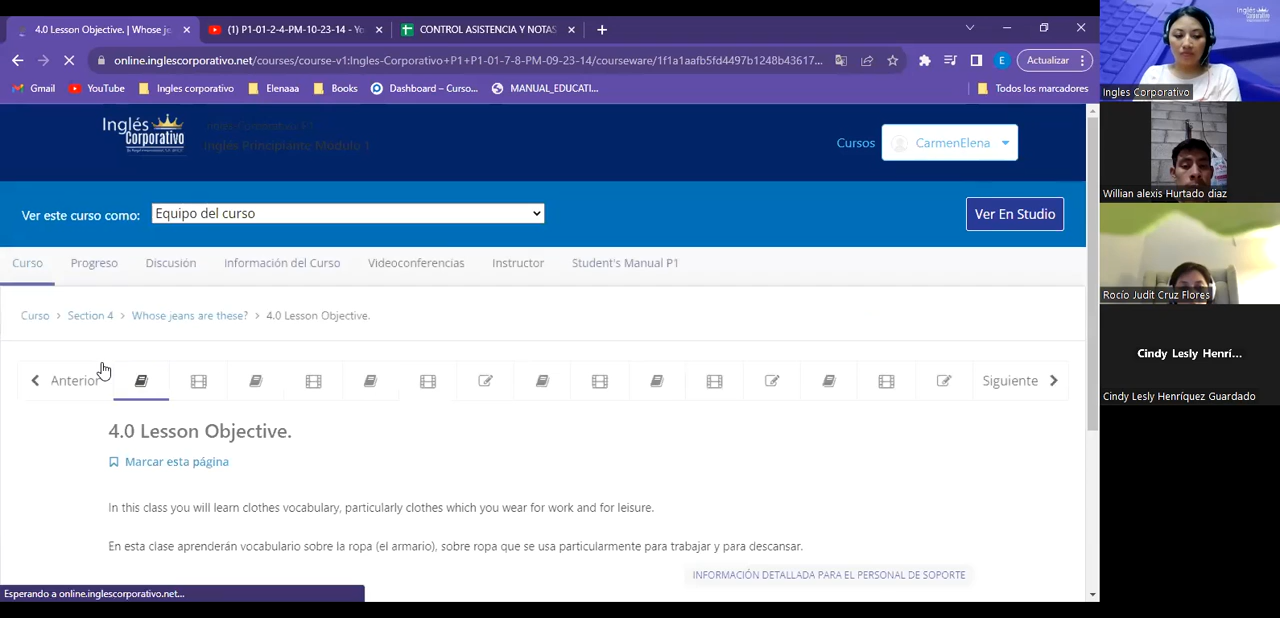 4.0 Lesson Objective. | Whose je
(1) P1-01-2-4-PM-10-23-14 - Yo
CONTROL ASISTENCIA Y NOTAS
online.inglescorporativo.net/courses/course-v1:Ingles-Corporativo+P1+P1-01-7-8-PM-09-23-14/courseware/1f1a1aafb5fd4497b1248b43617...
E
Actualizar
Gmail
YouTube
Ingles corporativo
Elenaaa
Books
Dashboard – Curso...
MANUAL_EDUCATI...
Todos los marcadores
Inglés
Corporativo
Inglés Principiante Módulo 1
Cursos
CarmenElena
Ver este curso como:
Equipo del curso
Ver En Studio
Curso
Progreso
Discusión
Información del Curso
Videoconferencias
Instructor
Student's Manual P1
Curso > Section 4 > Whose jeans are these? > 4.0 Lesson Objective.
Anterior
Siguiente
4.0 Lesson Objective.
Marcar esta página
In this class you will learn clothes vocabulary, particularly clothes which you wear for work and for leisure.
En esta clase aprenderán vocabulario sobre la ropa (el armario), sobre ropa que se usa particularmente para trabajar y para descansar.
INFORMACIÓN DETALLADA PARA EL PERSONAL DE SOPORTE
Esperando a online.inglescorporativo.net...
Inglés
Corporativo
Ingles Corporativo
Willian alexis Hurtado diaz
Rocío Judit Cruz Flores
Cindy Lesly Henrí...
Cindy Lesly Henríquez Guardado